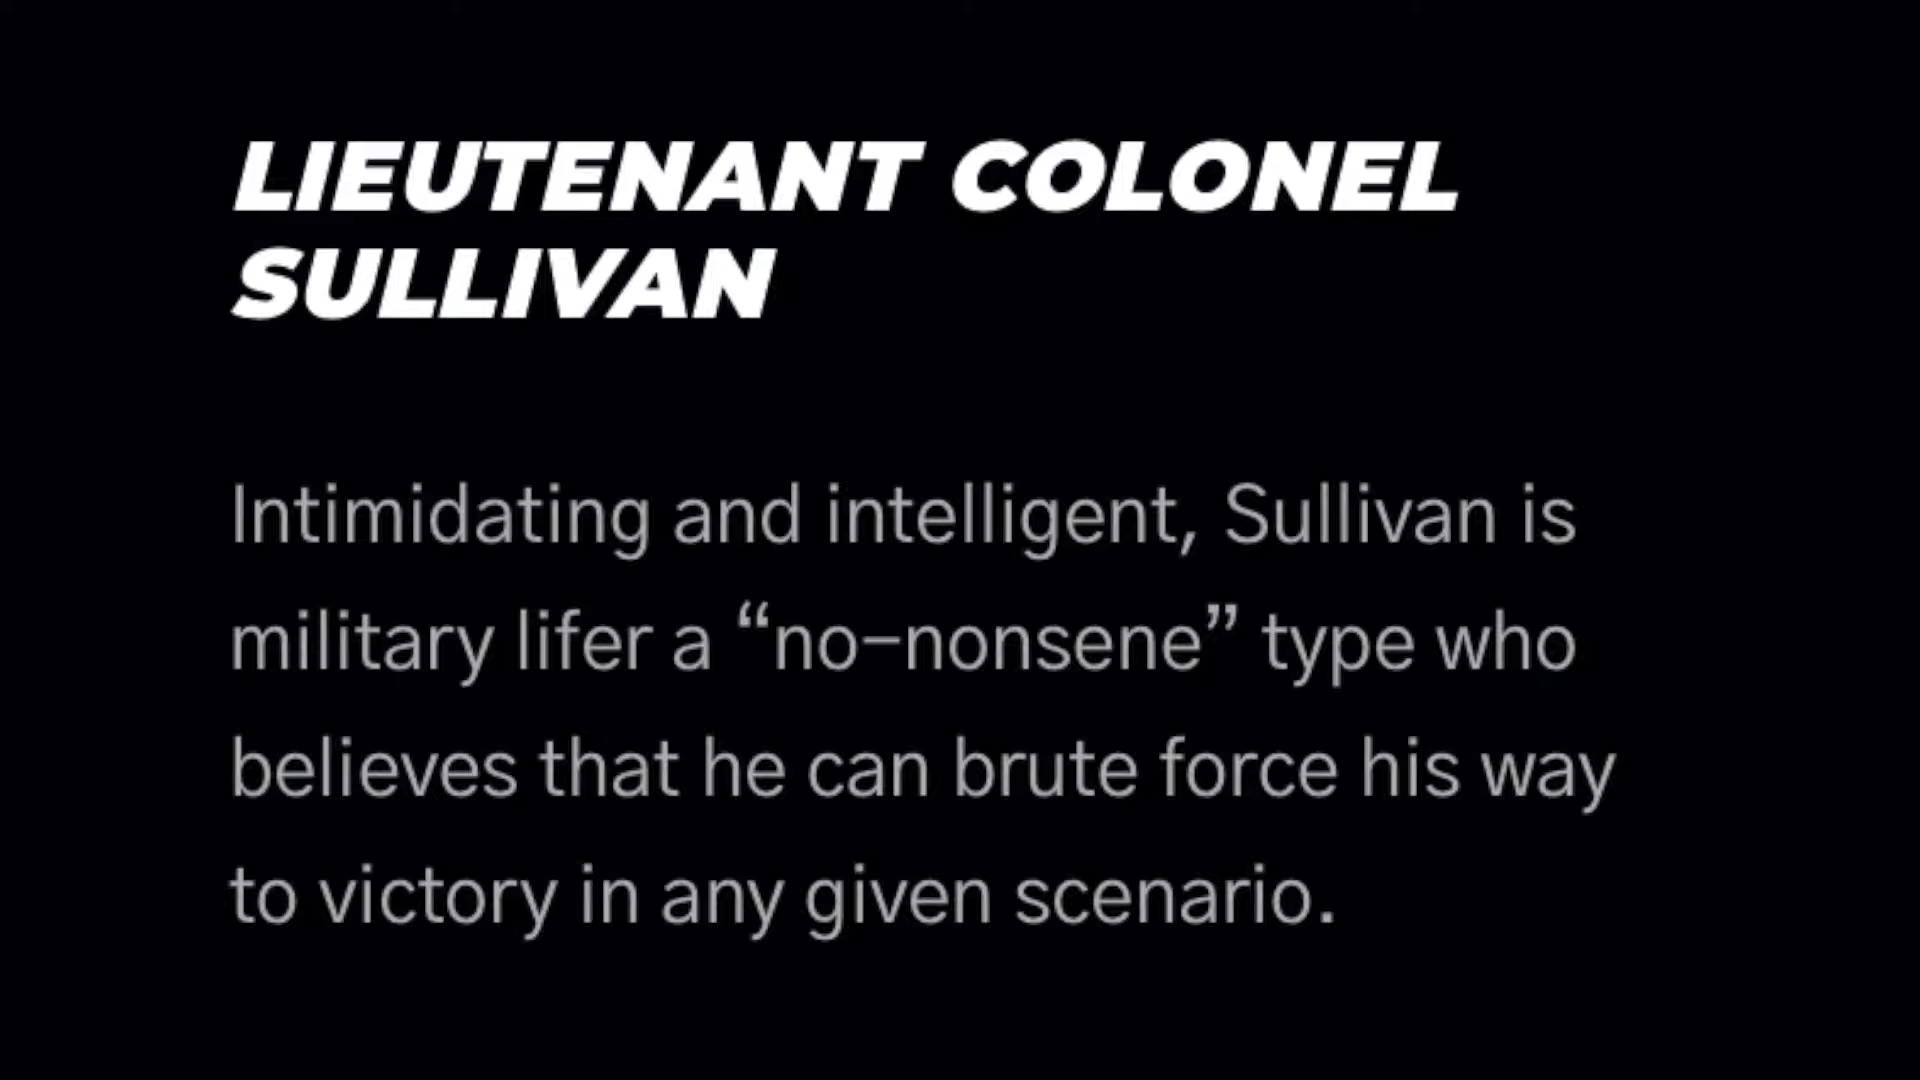 LIEUTENANT COLONEL
SULLIVAN
Intimidating and intelligent, Sullivan is
military lifer a “no-nonsene” type who
believes that he can brute force his way
to victory in any given scenario.